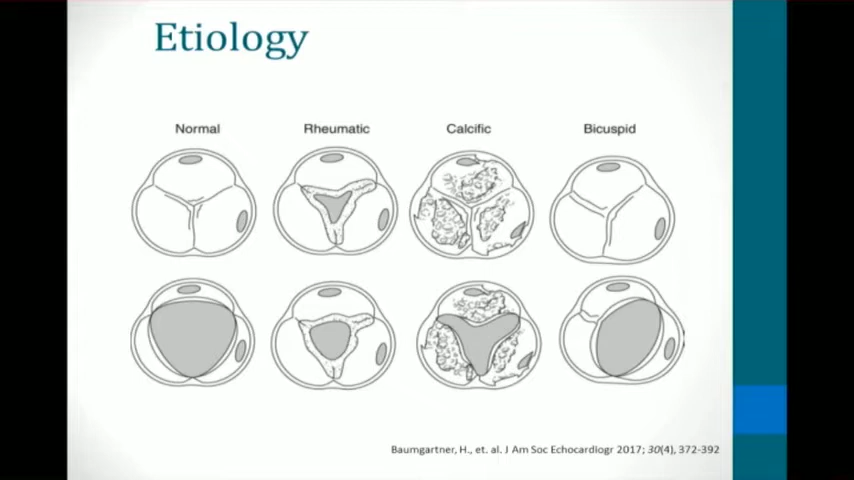 Etiology
Normal Rheumatic Calcific Bicuspid
Baumgartner, H., et. al. J Am Soc Echocardiogr 2017; 30(4), 372-392